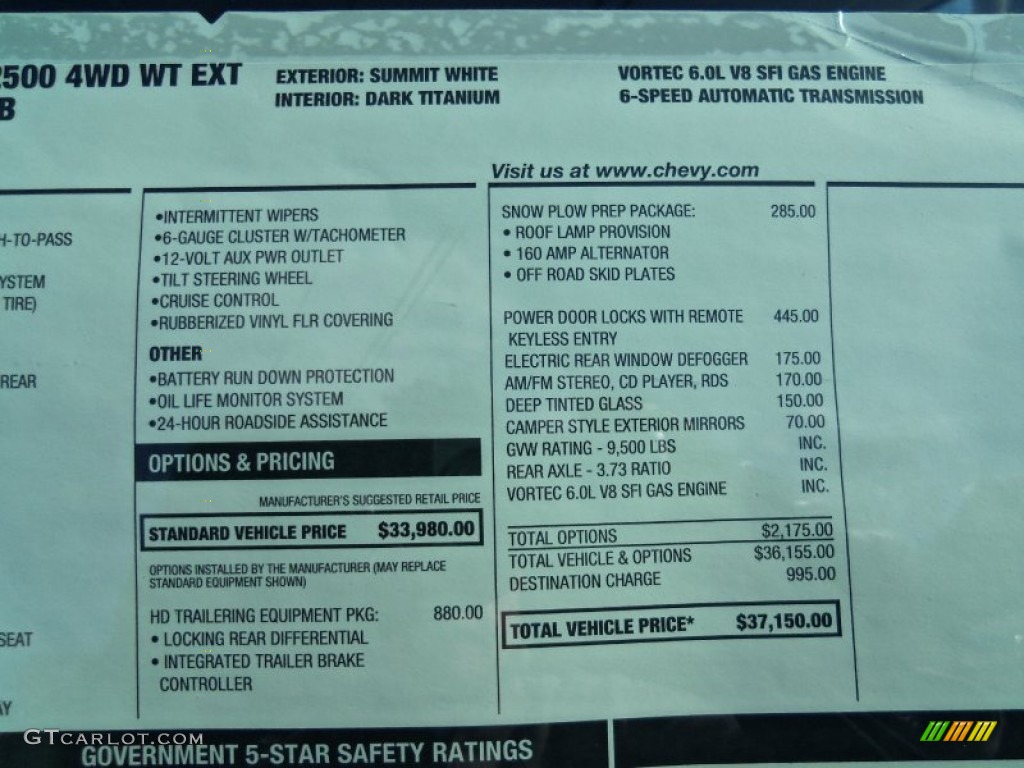 2500 4WD WT EXT
B
EXTERIOR: SUMMIT WHITE
INTERIOR: DARK TITANIUM
VORTEC 6.0L V8 SFI GAS ENGINE
6-SPEED AUTOMATIC TRANSMISSION
Visit us at www.chevy.com
H-TO-PASS
YSTEM
TIRE)
REAR
SEAT
AY
•INTERMITTENT WIPERS
•6-GAUGE CLUSTER W/TACHOMETER
•12-VOLT AUX PWR OUTLET
•TILT STEERING WHEEL
•CRUISE CONTROL
•RUBBERIZED VINYL FLR COVERING
OTHER
•BATTERY RUN DOWN PROTECTION
•OIL LIFE MONITOR SYSTEM
•24-HOUR ROADSIDE ASSISTANCE
OPTIONS & PRICING
MANUFACTURER'S SUGGESTED RETAIL PRICE
STANDARD VEHICLE PRICE $33,980.00
OPTIONS INSTALLED BY THE MANUFACTURER (MAY REPLACE
STANDARD EQUIPMENT SHOWN)
HD TRAILERING EQUIPMENT PKG: 880.00
• LOCKING REAR DIFFERENTIAL
• INTEGRATED TRAILER BRAKE
CONTROLLER
SNOW PLOW PREP PACKAGE: 285.00
• ROOF LAMP PROVISION
• 160 AMP ALTERNATOR
• OFF ROAD SKID PLATES
POWER DOOR LOCKS WITH REMOTE 445.00
KEYLESS ENTRY
ELECTRIC REAR WINDOW DEFOGGER 175.00
AM/FM STEREO, CD PLAYER, RDS 170.00
DEEP TINTED GLASS 150.00
CAMPER STYLE EXTERIOR MIRRORS 70.00
GVW RATING - 9,500 LBS INC.
REAR AXLE - 3.73 RATIO INC.
VORTEC 6.0L V8 SFI GAS ENGINE INC.
TOTAL OPTIONS $2,175.00
TOTAL VEHICLE & OPTIONS $36,155.00
DESTINATION CHARGE 995.00
TOTAL VEHICLE PRICE* $37,150.00
GTCARLOT.COM
GOVERNMENT 5-STAR SAFETY RATINGS